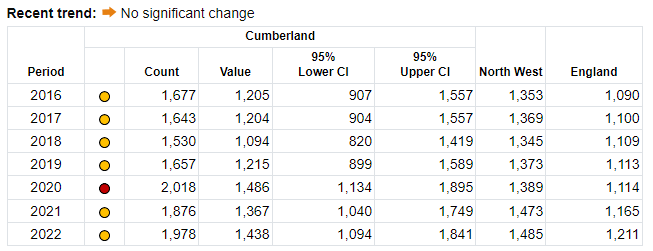 Recent trend: No significant change
Cumberland
Period Count Value 95% Lower CI 95% Upper CI North West England
2016 1,677 1,205 907 1,557 1,353 1,090
2017 1,643 1,204 904 1,557 1,369 1,100
2018 1,530 1,094 820 1,419 1,345 1,109
2019 1,657 1,215 899 1,589 1,373 1,113
2020 2,018 1,486 1,134 1,895 1,389 1,114
2021 1,876 1,367 1,040 1,749 1,473 1,165
2022 1,978 1,438 1,094 1,841 1,485 1,211